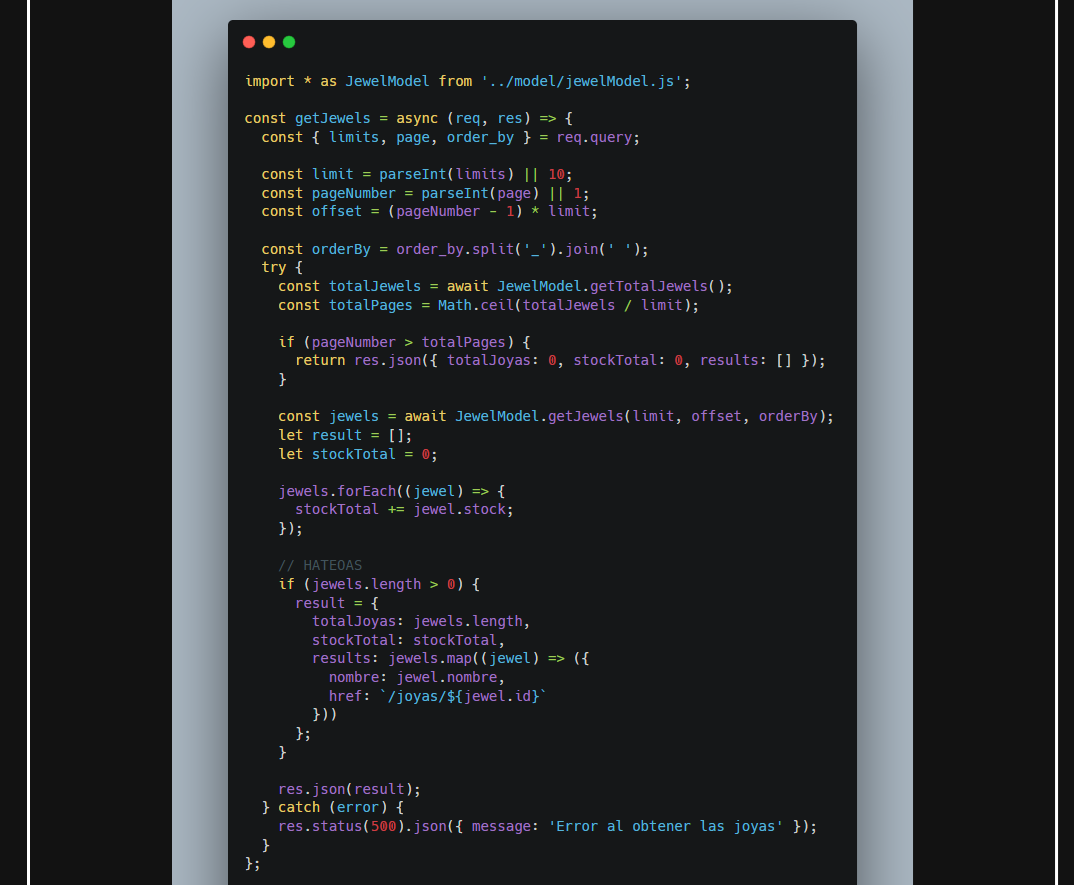 import * as JewelModel from '../model/jewelModel.js';
const getJewels = async (req, res) => {
const { limits, page, order_by } = req.query;
const limit = parseInt(limits) || 10;
const pageNumber = parseInt(page) || 1;
const offset = (pageNumber - 1) * limit;
const orderBy = order_by.split('_').join(' ');
try {
const totalJewels = await JewelModel.getTotalJewels();
const totalPages = Math.ceil(totalJewels / limit);
if (pageNumber > totalPages) {
return res.json({ totalJoyas: 0, stockTotal: 0, results: [] });
}
const jewels = await JewelModel.getJewels(limit, offset, orderBy);
let result = [];
let stockTotal = 0;
jewels.forEach((jewel) => {
stockTotal += jewel.stock;
});
// HATEOAS
if (jewels.length > 0) {
result = {
totalJoyas: jewels.length,
stockTotal: stockTotal,
results: jewels.map((jewel) => ({
nombre: jewel.nombre,
href: `/joyas/${jewel.id}`
}))
};
}
res.json(result);
} catch (error) {
res.status(500).json({ message: 'Error al obtener las joyas' });
}
};